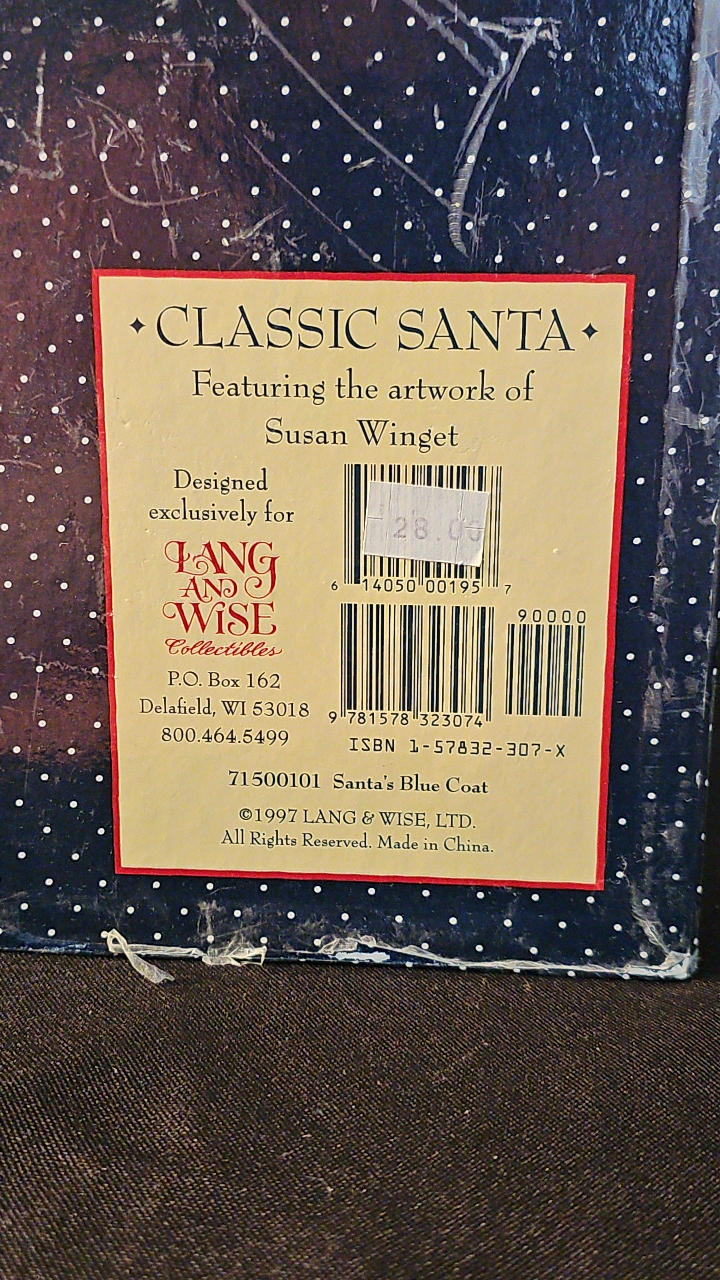 CLASSIC SANTA
Featuring the artwork of
Susan Winget
Designed
exclusively for
LANG
AND
WISE
Collectibles
P.O. Box 162
Delafield, WI 53018
800.464.5499
28.00
6 14050 00195 7
90000
9 781578 323074
ISBN 1-57832-307-X
71500101 Santa's Blue Coat
©1997 LANG & WISE, LTD.
All Rights Reserved. Made in China.